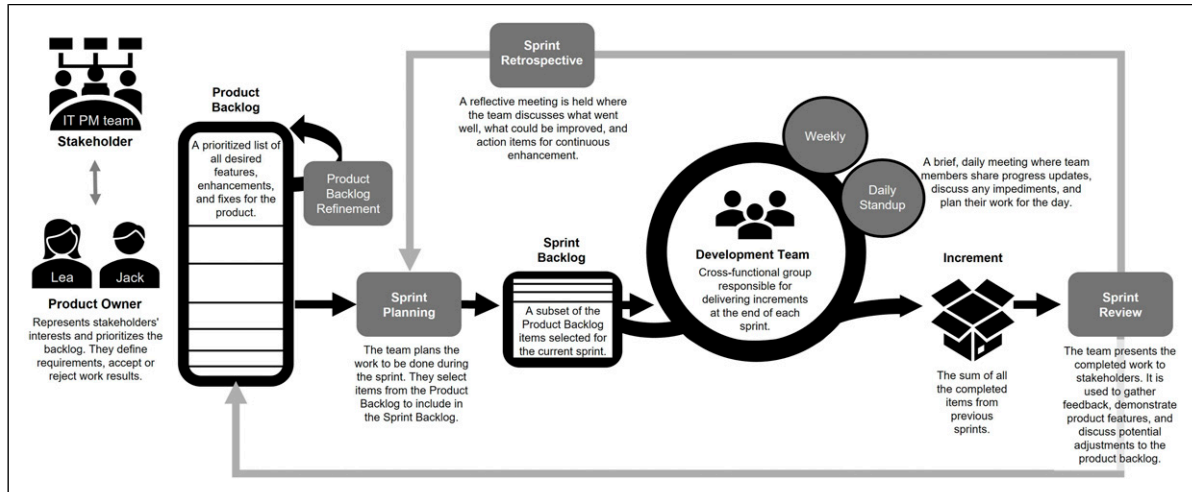 IT PM team
Stakeholder
Lea
Jack
Product Owner
Represents stakeholders'
interests and prioritizes the
backlog. They define
requirements, accept or
reject work results.
Product
Backlog
A prioritized list of
all desired
features,
enhancements,
and fixes for the
product.
Product
Backlog
Refinement
Sprint
Retrospective
A reflective meeting is held where
the team discusses what went
well, what could be improved, and
action items for continuous
enhancement.
Sprint
Planning
The team plans the
work to be done during
the sprint. They select
items from the Product
Backlog to include in
the Sprint Backlog.
Sprint
Backlog
A subset of the
Product Backlog
items selected for
the current sprint.
Development Team
Cross-functional group
responsible for
delivering increments
at the end of each
sprint.
Weekly
Daily
Standup
A brief, daily meeting where team
members share progress updates,
discuss any impediments, and
plan their work for the day.
Increment
The sum of all
the completed
items from
previous
sprints.
Sprint
Review
The team presents the
completed work to
stakeholders. It is
used to gather
feedback, demonstrate
product features, and
discuss potential
adjustments to the
product backlog.